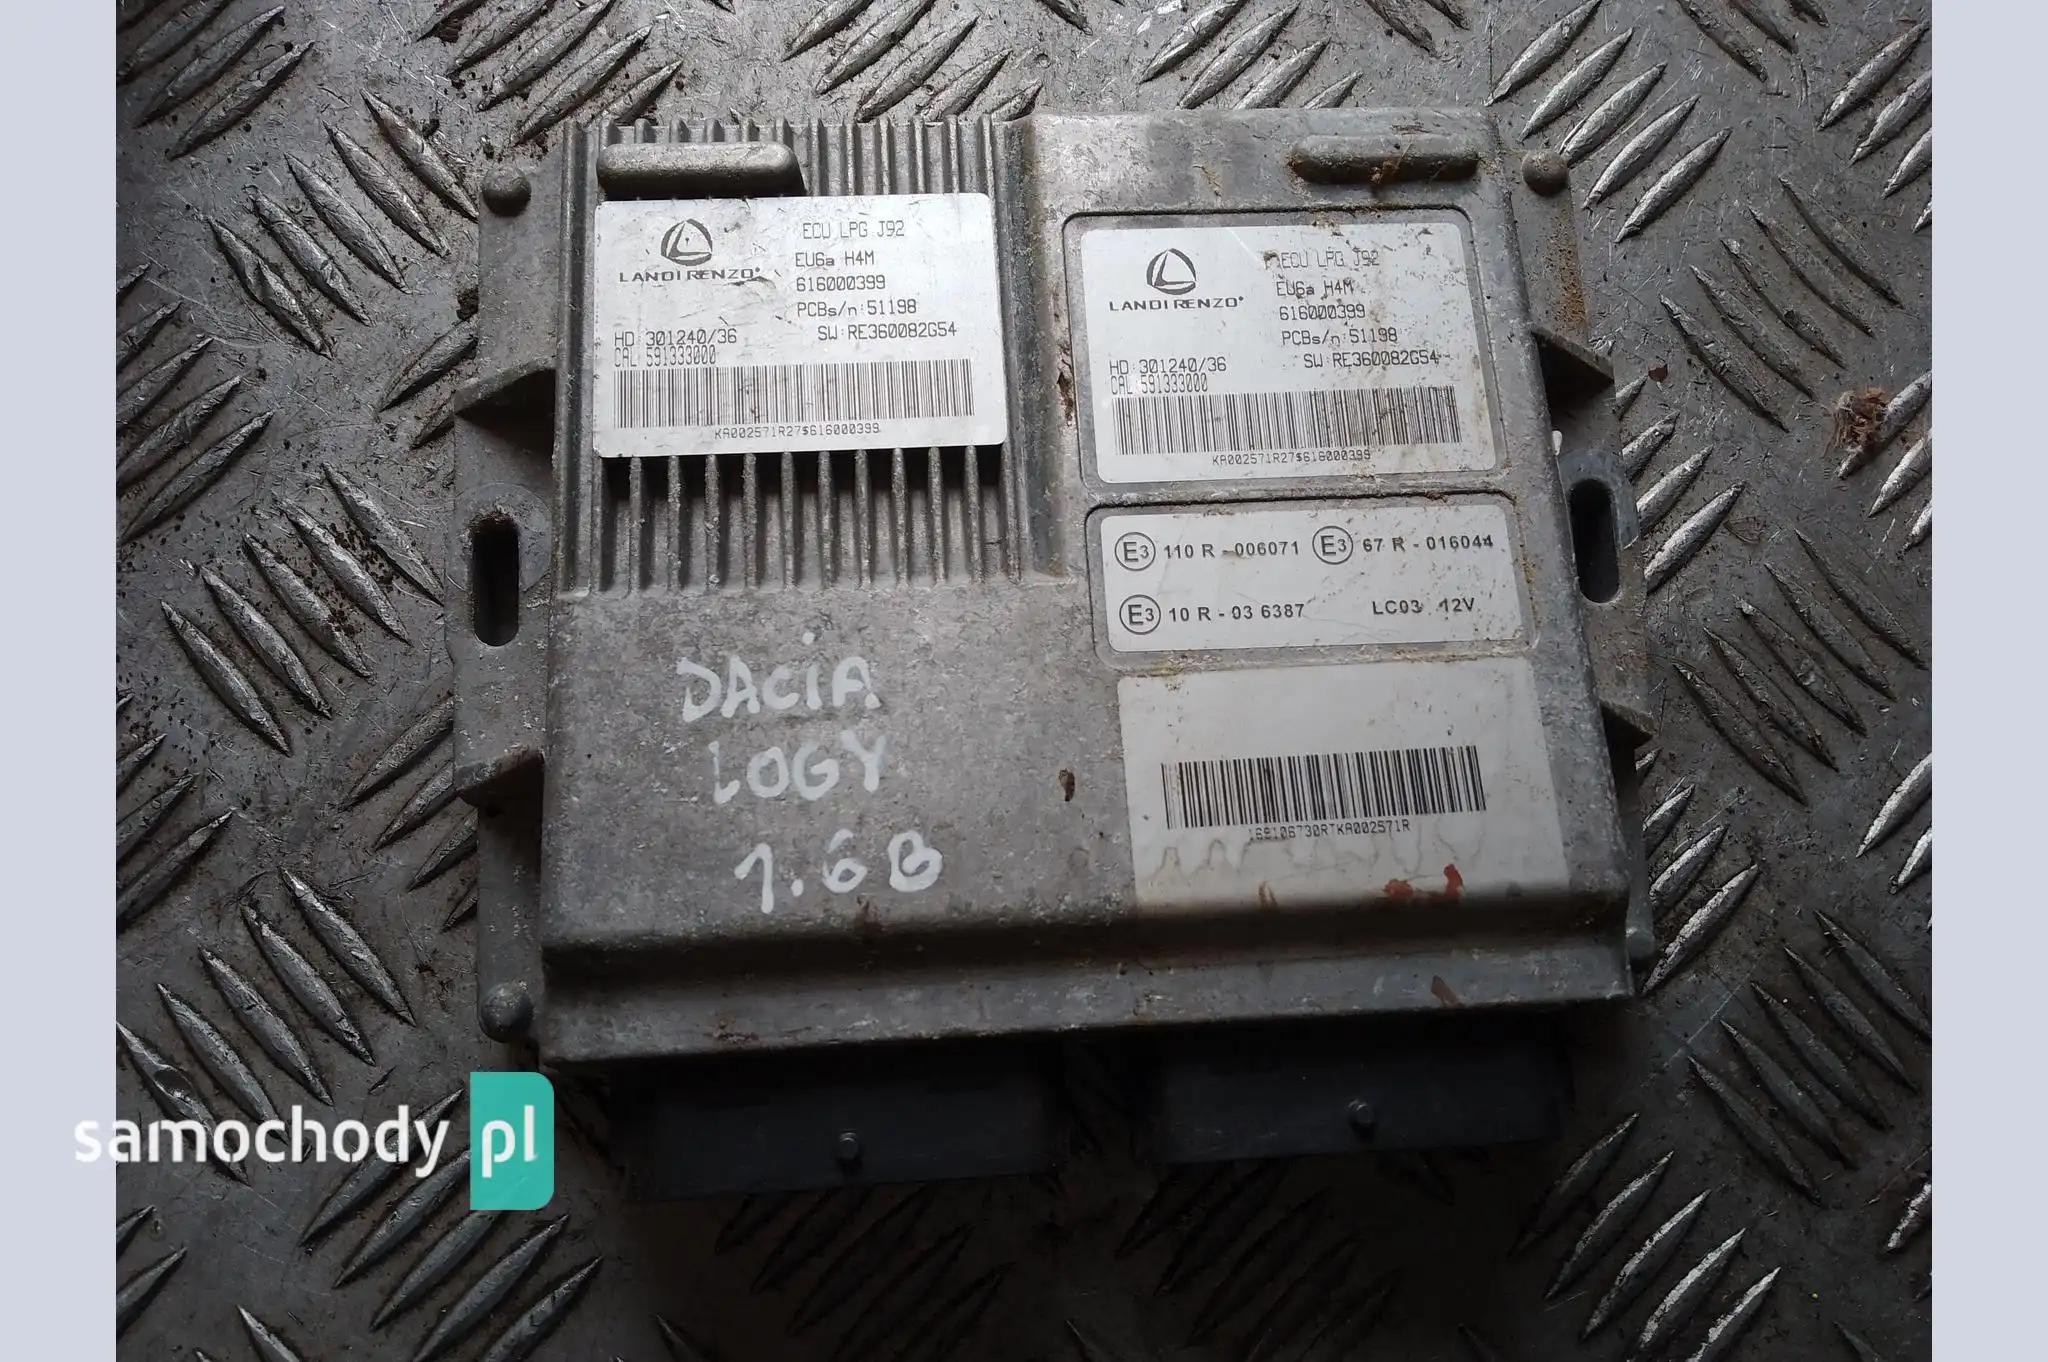 LANDIRENZO
ECU LPG J92
EU6a H4M
616000399
PCBs/n:51198
HD:301240/36
SW:RE360082G54
CAL:591333000
KA002571R27$616000399
LANDIRENZO
ECU LPG J92
EU6a H4M
616000399
PCBs/n:51198
HD:301240/36
SW:RE360082G54
CAL:591333000
KA002571R27$616000399
E3 110 R - 006071 E3 67 R - 016044
E3 10 R - 03 6387 LC03 12V
DACIA
LOGY
1.6B
168106730RTKA002571R
samochody pl